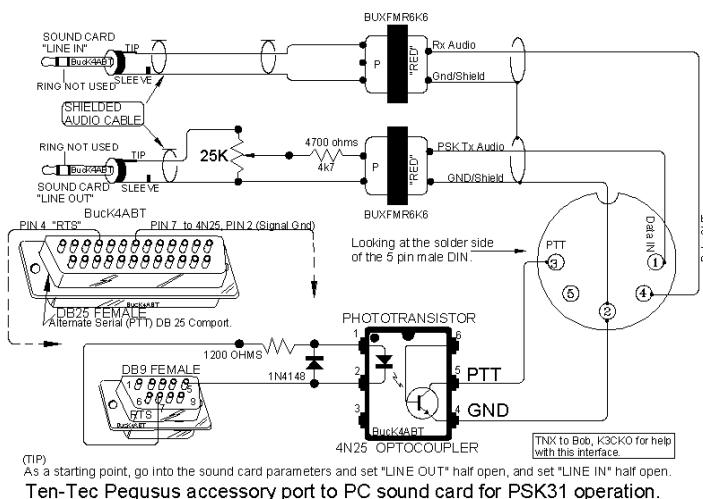 BUXFMR6K6
SOUND CARD
"LINE IN"
TIP
BucK4ABT
SLEEVE
RING NOT USED
P
"RED"
Rx Audio
Gnd/Shield
SHIELDED
AUDIO CABLE
RING NOT USED
TIP
BucK4ABT
SOUND CARD
"LINE OUT"
SLEEVE
25K
4700 ohms
4k7
P
"RED"
PSK Tx Audio
GND/Shield
BUXFMR6K6
BucK4ABT
PIN 4 "RTS"
PIN 7 to 4N25, PIN 2 (Signal Gnd)
Looking at the solder side
of the 5 pin male DIN.
PTT
Data IN
3
1
5
4
2
BucK4ABT
DB25 FEMALE
Alternate Serial (PTT) DB 25 Comport.
PHOTOTRANSISTOR
1200 OHMS
1N4148
1
6
2
5
PTT
3
4
GND
BucK4ABT
4N25 OPTOCOUPLER
DB9 FEMALE
1
5
6
9
7
RTS
BucK4ABT
TNX to Bob, K3CKO for help
with this interface.
(TIP)
As a starting point, go into the sound card parameters and set "LINE OUT" half open, and set "LINE IN" half open.
Ten-Tec Pegusus accessory port to PC sound card for PSK31 operation.